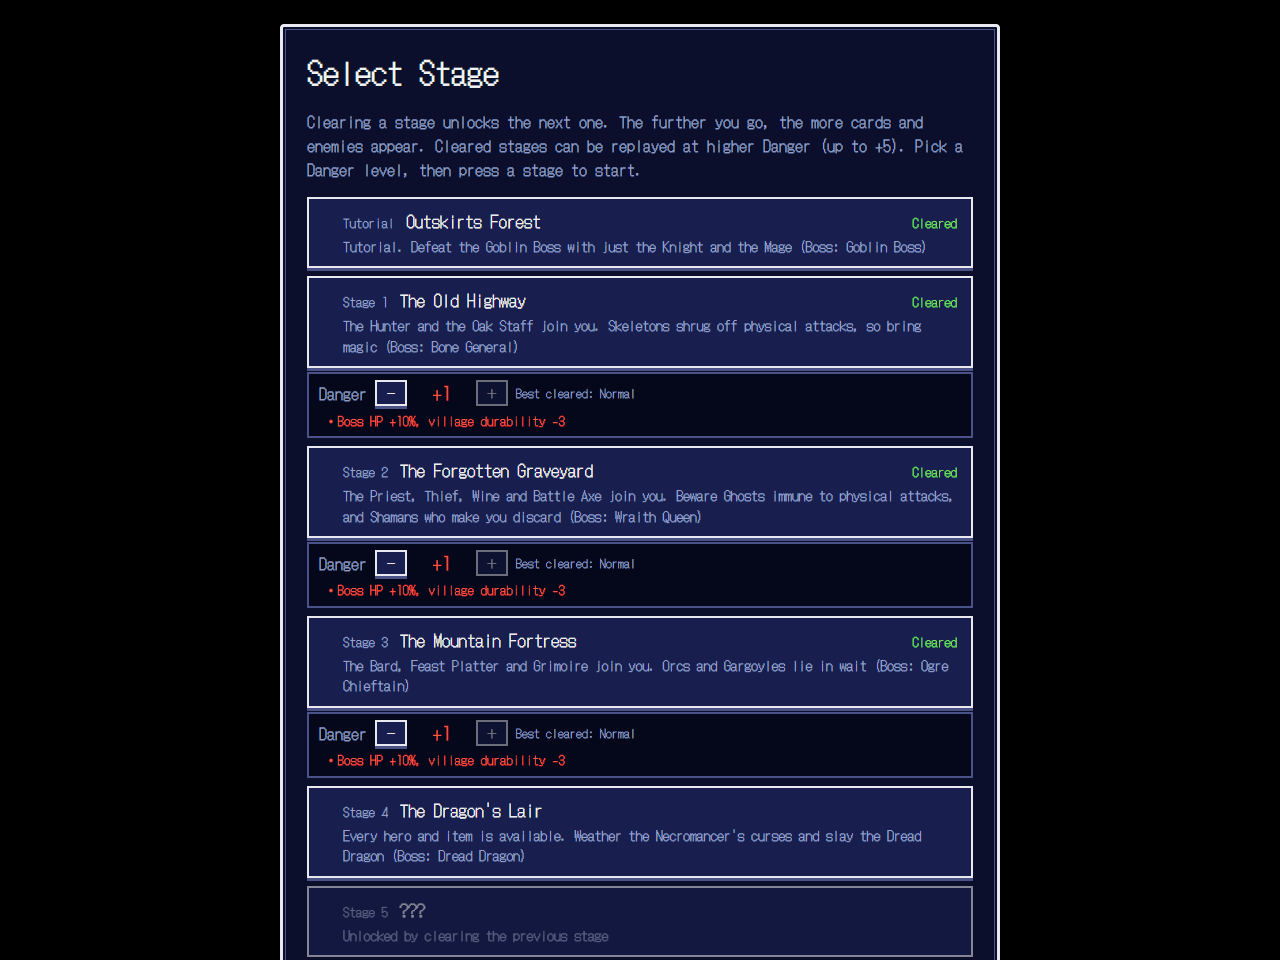 Select Stage
Clearing a stage unlocks the next one. The further you go, the more cards and
enemies appear. Cleared stages can be replayed at higher Danger (up to +5). Pick a
Danger level, then press a stage to start.
Tutorial Outskirts Forest Cleared
Tutorial. Defeat the Goblin Boss with just the Knight and the Mage (Boss: Goblin Boss)
Stage 1 The Old Highway Cleared
The Hunter and the Oak Staff join you. Skeletons shrug off physical attacks, so bring
magic (Boss: Bone General)
Danger − +1 + Best cleared: Normal
•Boss HP +10%, village durability -3
Stage 2 The Forgotten Graveyard Cleared
The Priest, Thief, Wine and Battle Axe join you. Beware Ghosts immune to physical attacks,
and Shamans who make you discard (Boss: Wraith Queen)
Danger − +1 + Best cleared: Normal
•Boss HP +10%, village durability -3
Stage 3 The Mountain Fortress Cleared
The Bard, Feast Platter and Grimoire join you. Orcs and Gargoyles lie in wait (Boss: Ogre
Chieftain)
Danger − +1 + Best cleared: Normal
•Boss HP +10%, village durability -3
Stage 4 The Dragon's Lair
Every hero and item is available. Weather the Necromancer's curses and slay the Dread
Dragon (Boss: Dread Dragon)
Stage 5 ???
Unlocked by clearing the previous stage